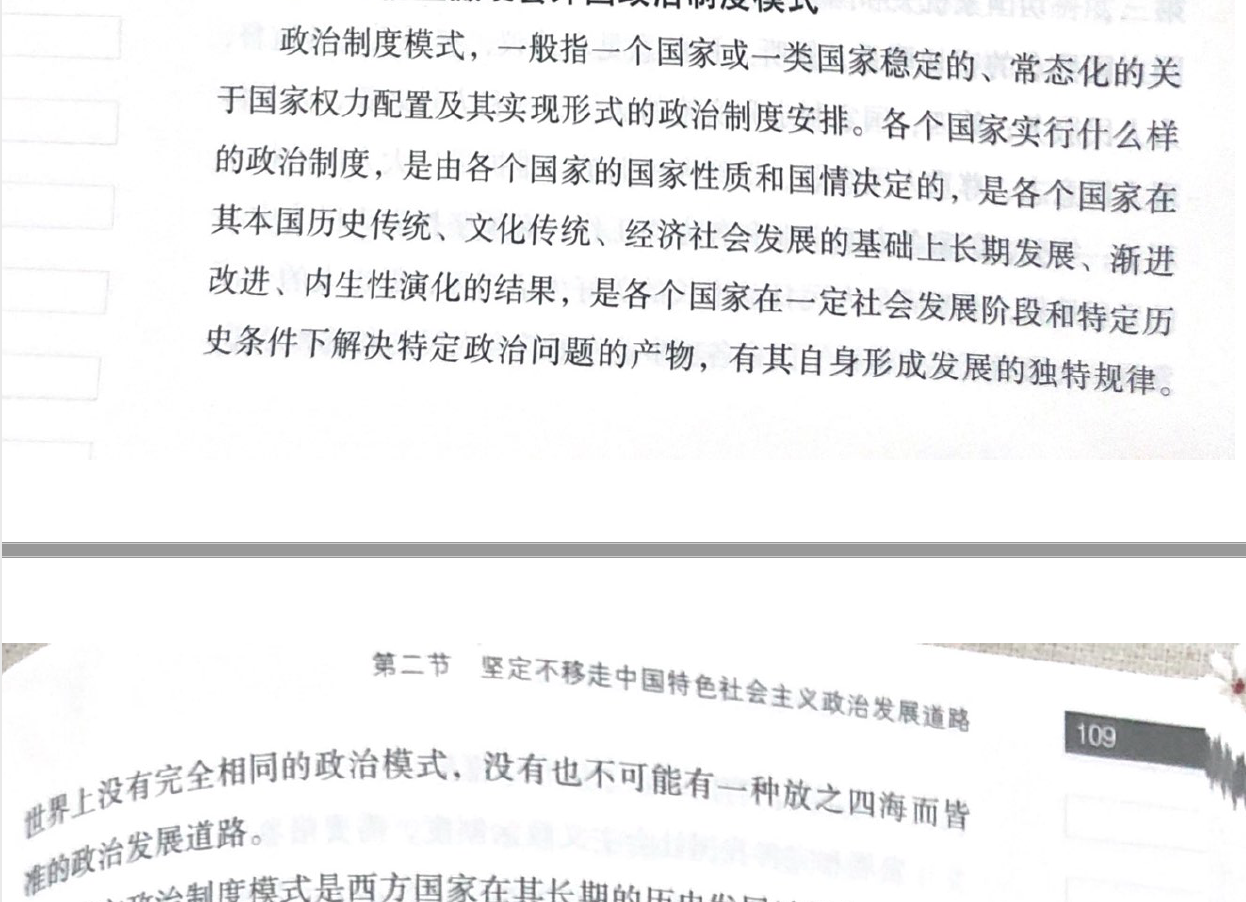 政治制度模式
政治制度模式，一般指一个国家或一类国家稳定的、常态化的关
于国家权力配置及其实现形式的政治制度安排。各个国家实行什么样
的政治制度，是由各个国家的国家性质和国情决定的，是各个国家在
其本国历史传统、文化传统、经济社会发展的基础上长期发展、渐进
改进、内生性演化的结果，是各个国家在一定社会发展阶段和特定历
史条件下解决特定政治问题的产物，有其自身形成发展的独特规律。
第二节 坚定不移走中国特色社会主义政治发展道路
109
世界上没有完全相同的政治模式，没有也不可能有一种放之四海而皆
准的政治发展道路。
政治制度模式是西方国家在其长期的历史发展